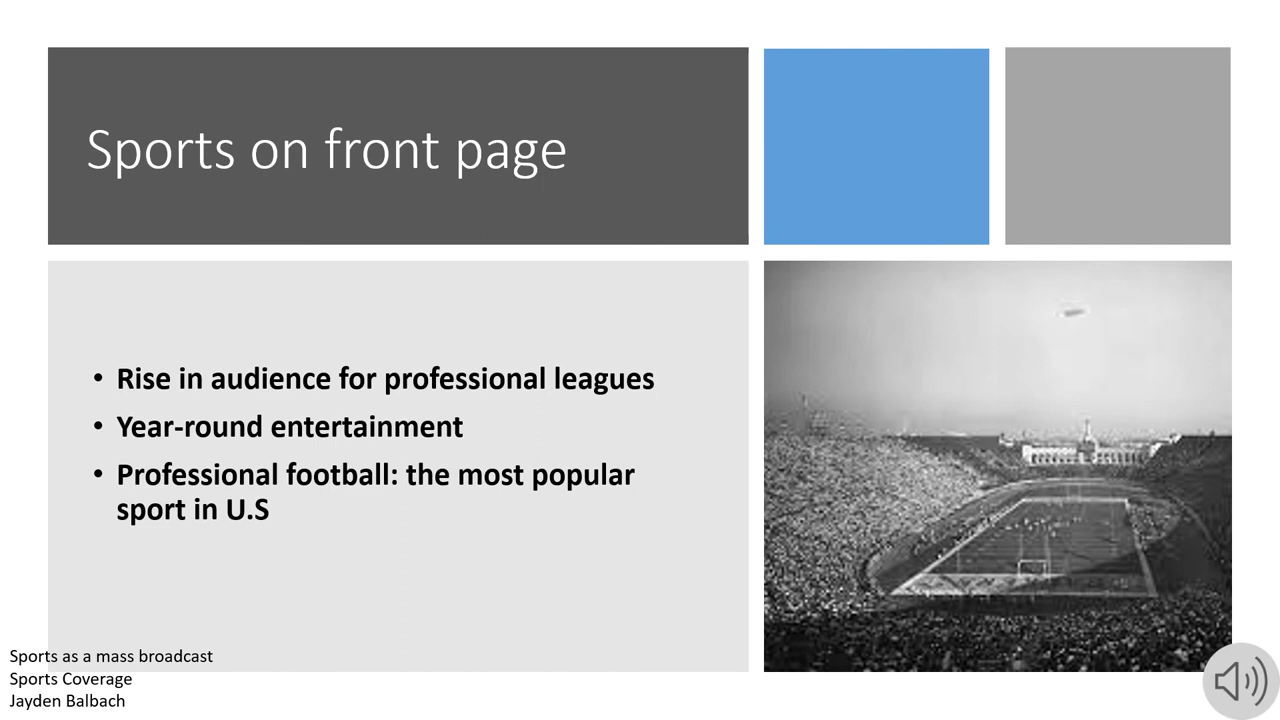 Sports on front page
• Rise in audience for professional leagues
• Year-round entertainment
• Professional football: the most popular
sport in U.S
Sports as a mass broadcast
Sports Coverage
Jayden Balbach